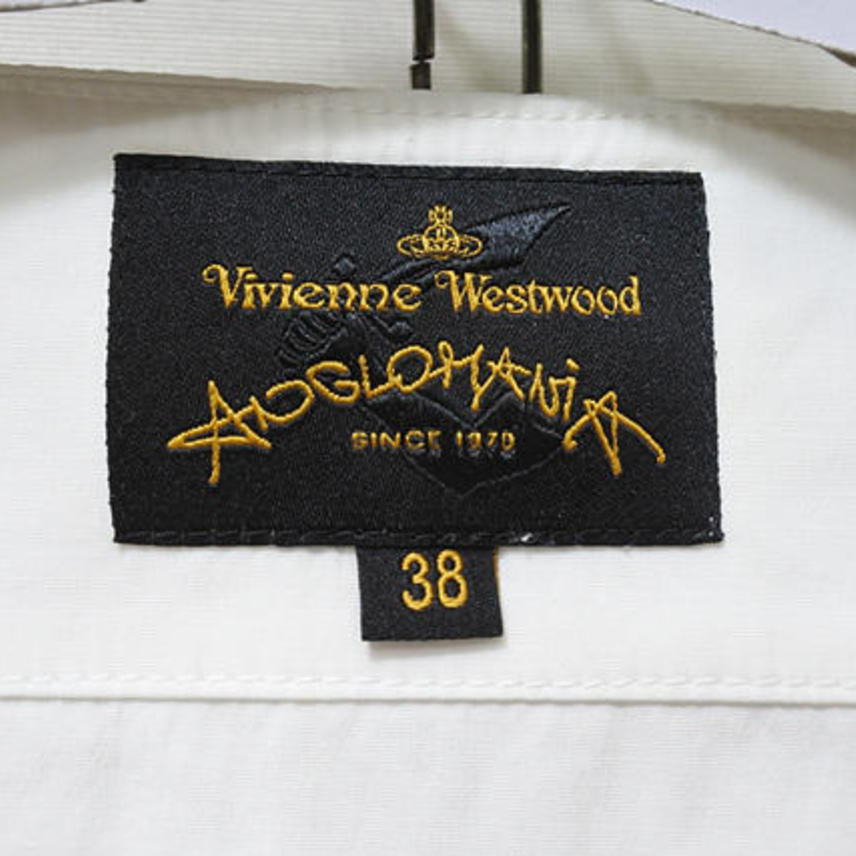 Vivienne Westwood
ANGLOMANiA
SINCE 1970
38